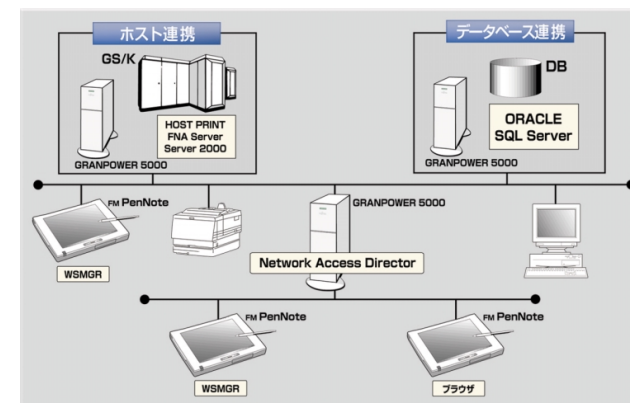 ホスト連携
GS/K
HOST PRINT
FNA Server
Server 2000
GRANPOWER 5000
データベース連携
DB
ORACLE
SQL Server
GRANPOWER 5000
FM PenNote
WSMGR
GRANPOWER 5000
Network Access Director
FM PenNote
WSMGR
FM PenNote
ブラウザ